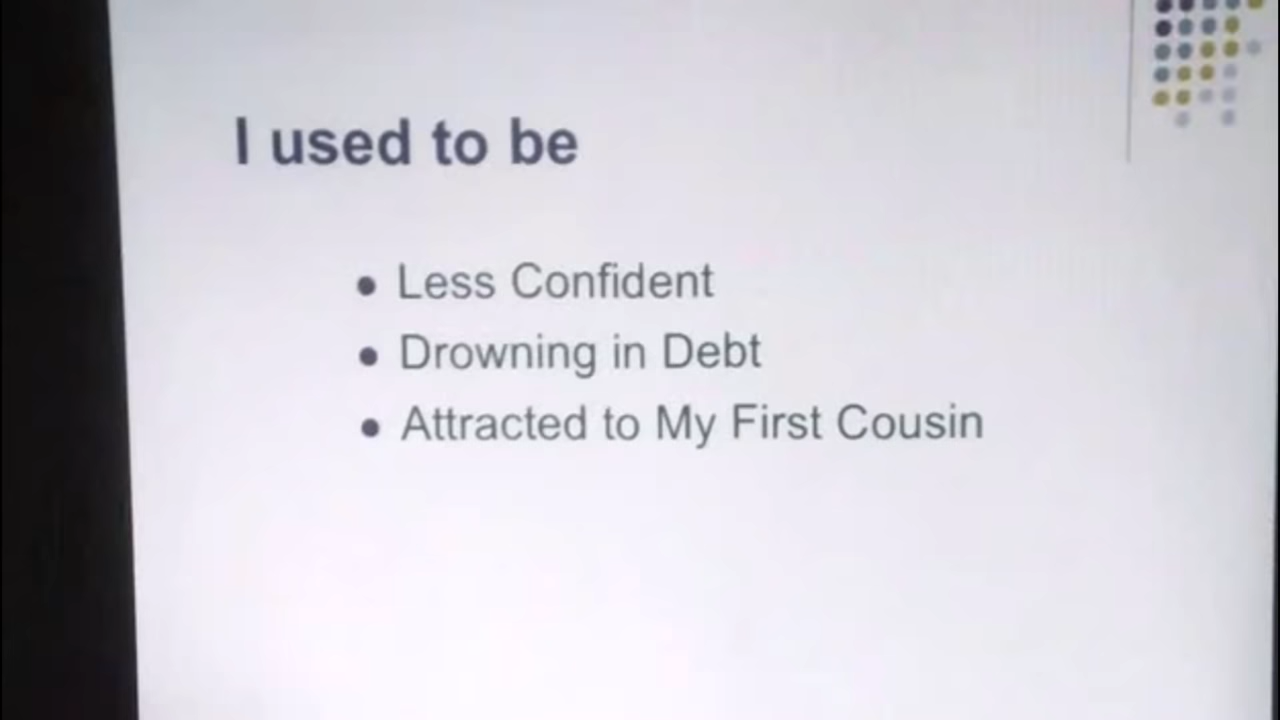 I used to be
Less Confident
Drowning in Debt
Attracted to My First Cousin